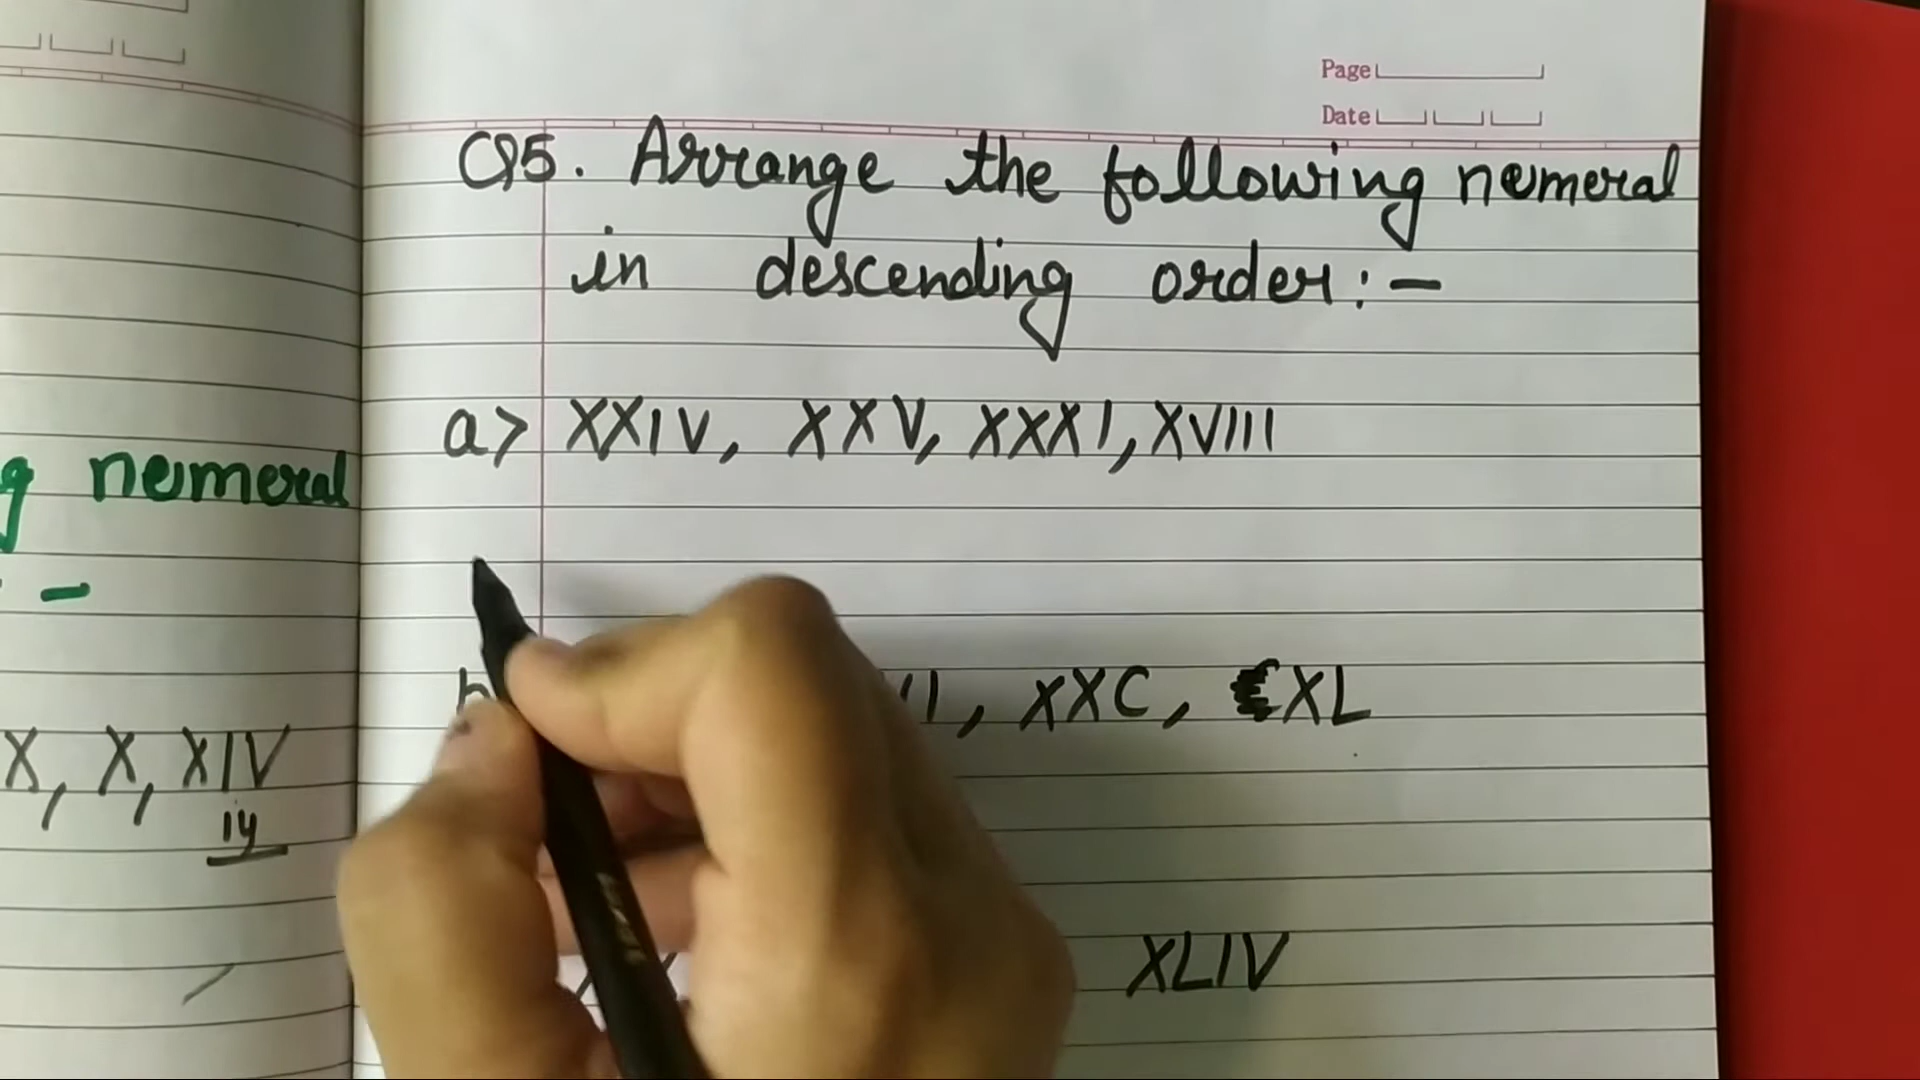 Page
Date
Q5. Arrange the following nemeral
in descending order:-
a> XXIV, XXV, XXXI, XVIII
XXC, XL
XLIV
nemeral
-
X, X, XIV
14